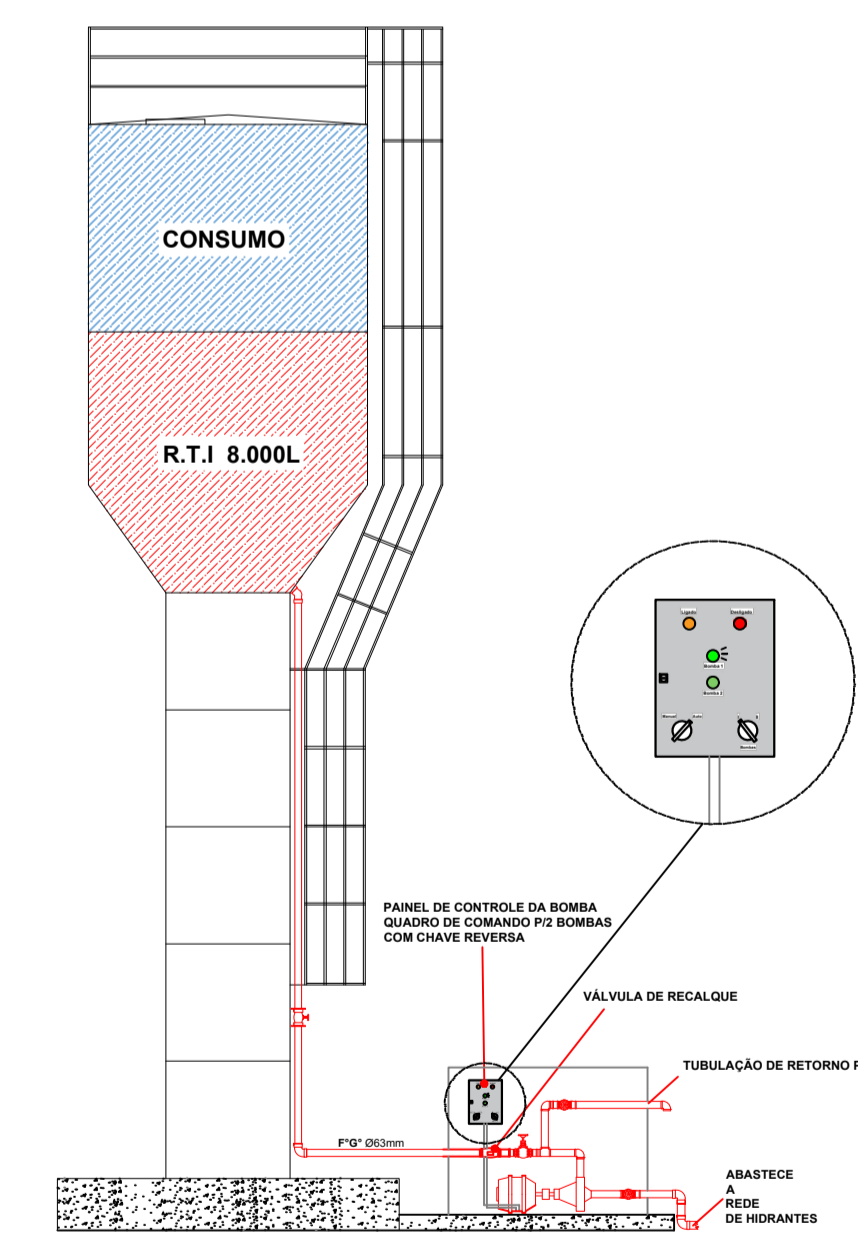 CONSUMO
R.T.I 8.000L
Ligado
Desligado
Bomba 1
Bomba 2
Manual
Auto
B
Bombas
PAINEL DE CONTROLE DA BOMBA
QUADRO DE COMANDO P/2 BOMBAS
COM CHAVE REVERSA
VÁLVULA DE RECALQUE
TUBULAÇÃO DE RETORNO
F°G° Ø63mm
ABASTECE
A
REDE
DE HIDRANTES